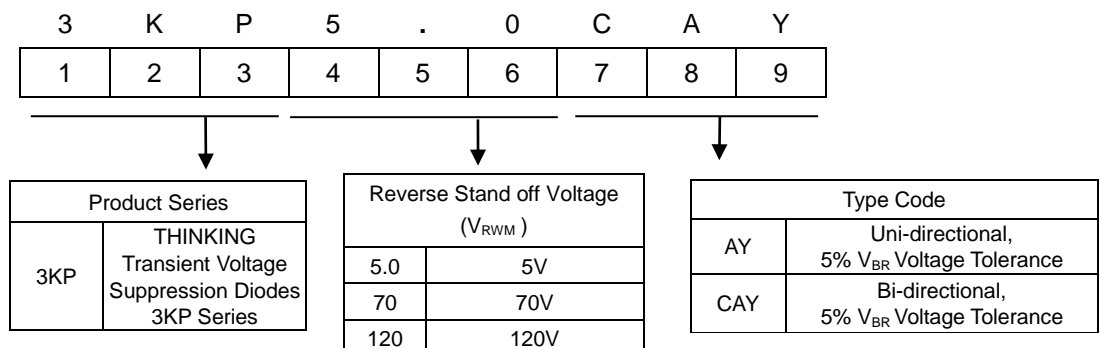 3 K P 5 . 0 C A Y
1 2 3 4 5 6 7 8 9
Product Series
3KP
THINKING
Transient Voltage
Suppression Diodes
3KP Series
Reverse Stand off Voltage
(VRWM )
5.0 5V
70 70V
120 120V
Type Code
AY
Uni-directional,
5% VBR Voltage Tolerance
CAY
Bi-directional,
5% VBR Voltage Tolerance